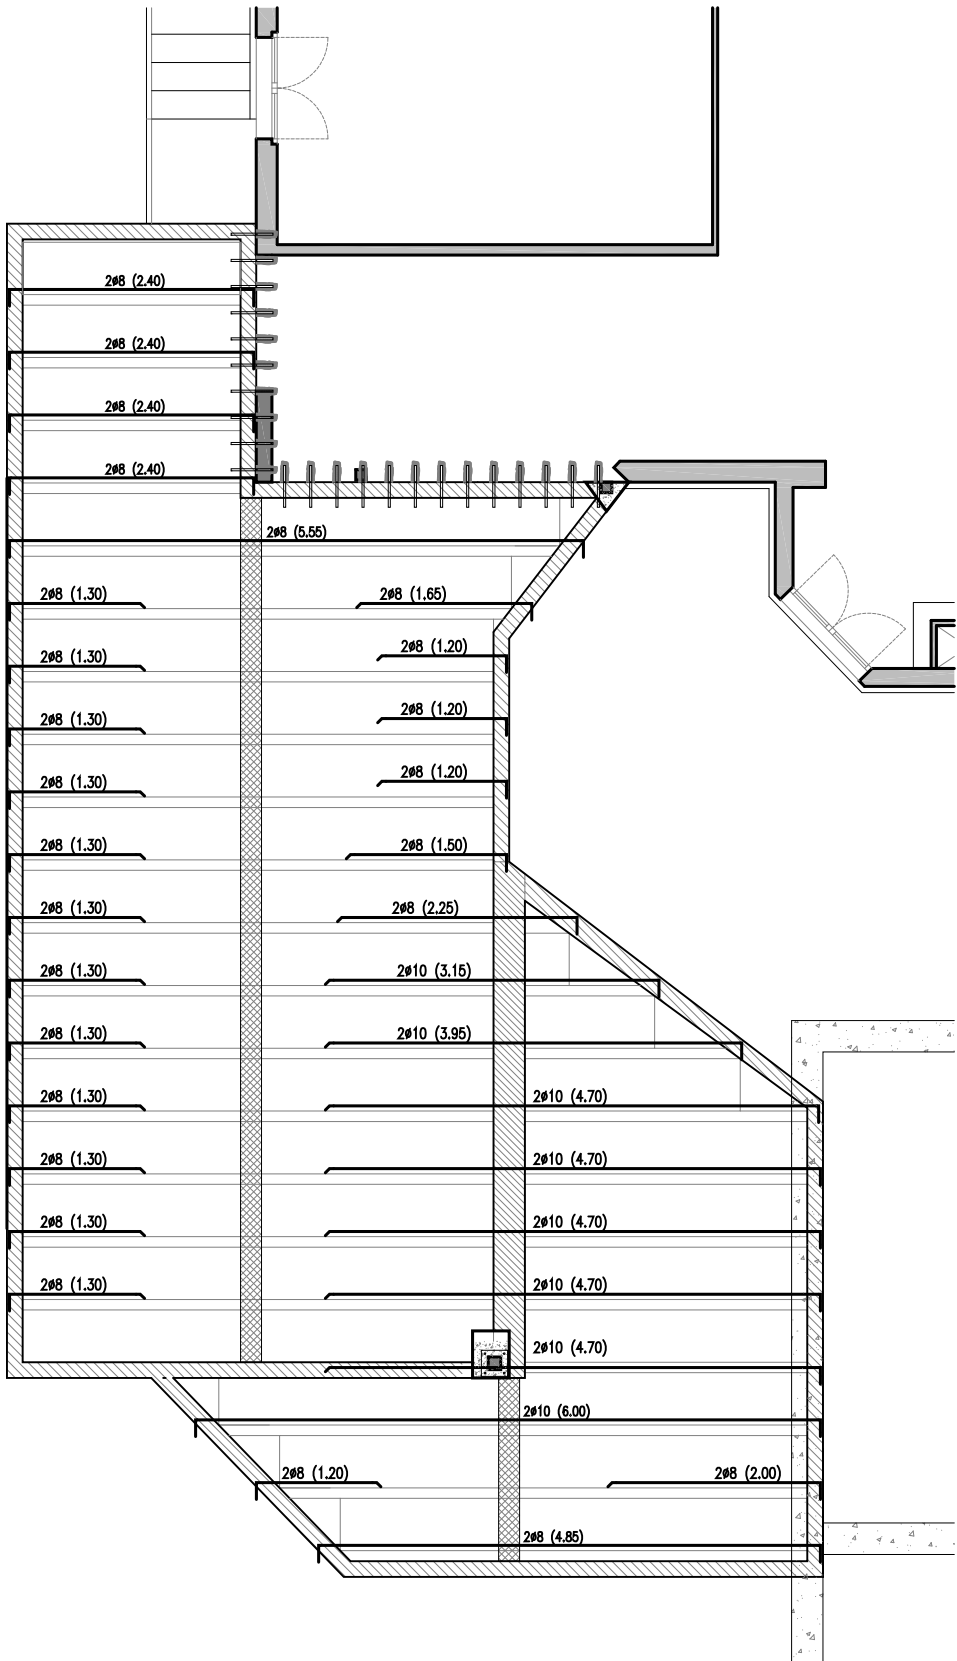 2ø8 (2.40)
2ø8 (2.40)
2ø8 (2.40)
2ø8 (2.40)
2ø8 (5.55)
2ø8 (1.30) 2ø8 (1.65)
2ø8 (1.30) 2ø8 (1.20)
2ø8 (1.30) 2ø8 (1.20)
2ø8 (1.30) 2ø8 (1.20)
2ø8 (1.30) 2ø8 (1.50)
2ø8 (1.30) 2ø8 (2.25)
2ø8 (1.30) 2ø10 (3.15)
2ø8 (1.30) 2ø10 (3.95)
2ø8 (1.30) 2ø10 (4.70)
2ø8 (1.30) 2ø10 (4.70)
2ø8 (1.30) 2ø10 (4.70)
2ø8 (1.30) 2ø10 (4.70)
2ø10 (4.70)
2ø10 (6.00)
2ø8 (1.20) 2ø8 (2.00)
2ø8 (4.85)